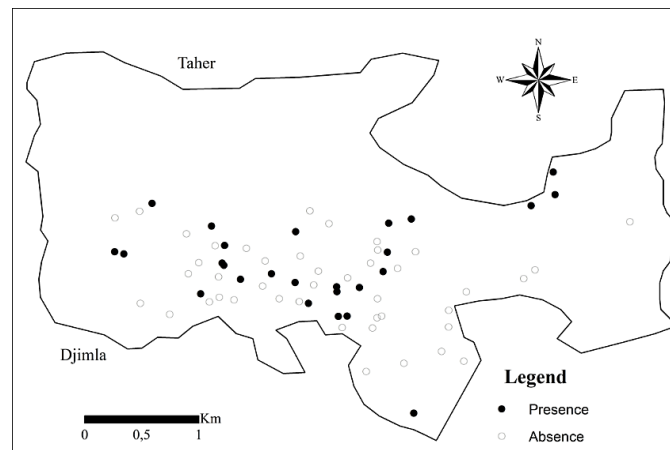 Taher
N
W E
S
Djimla
Km
0 0,5 1
Legend
Presence
Absence